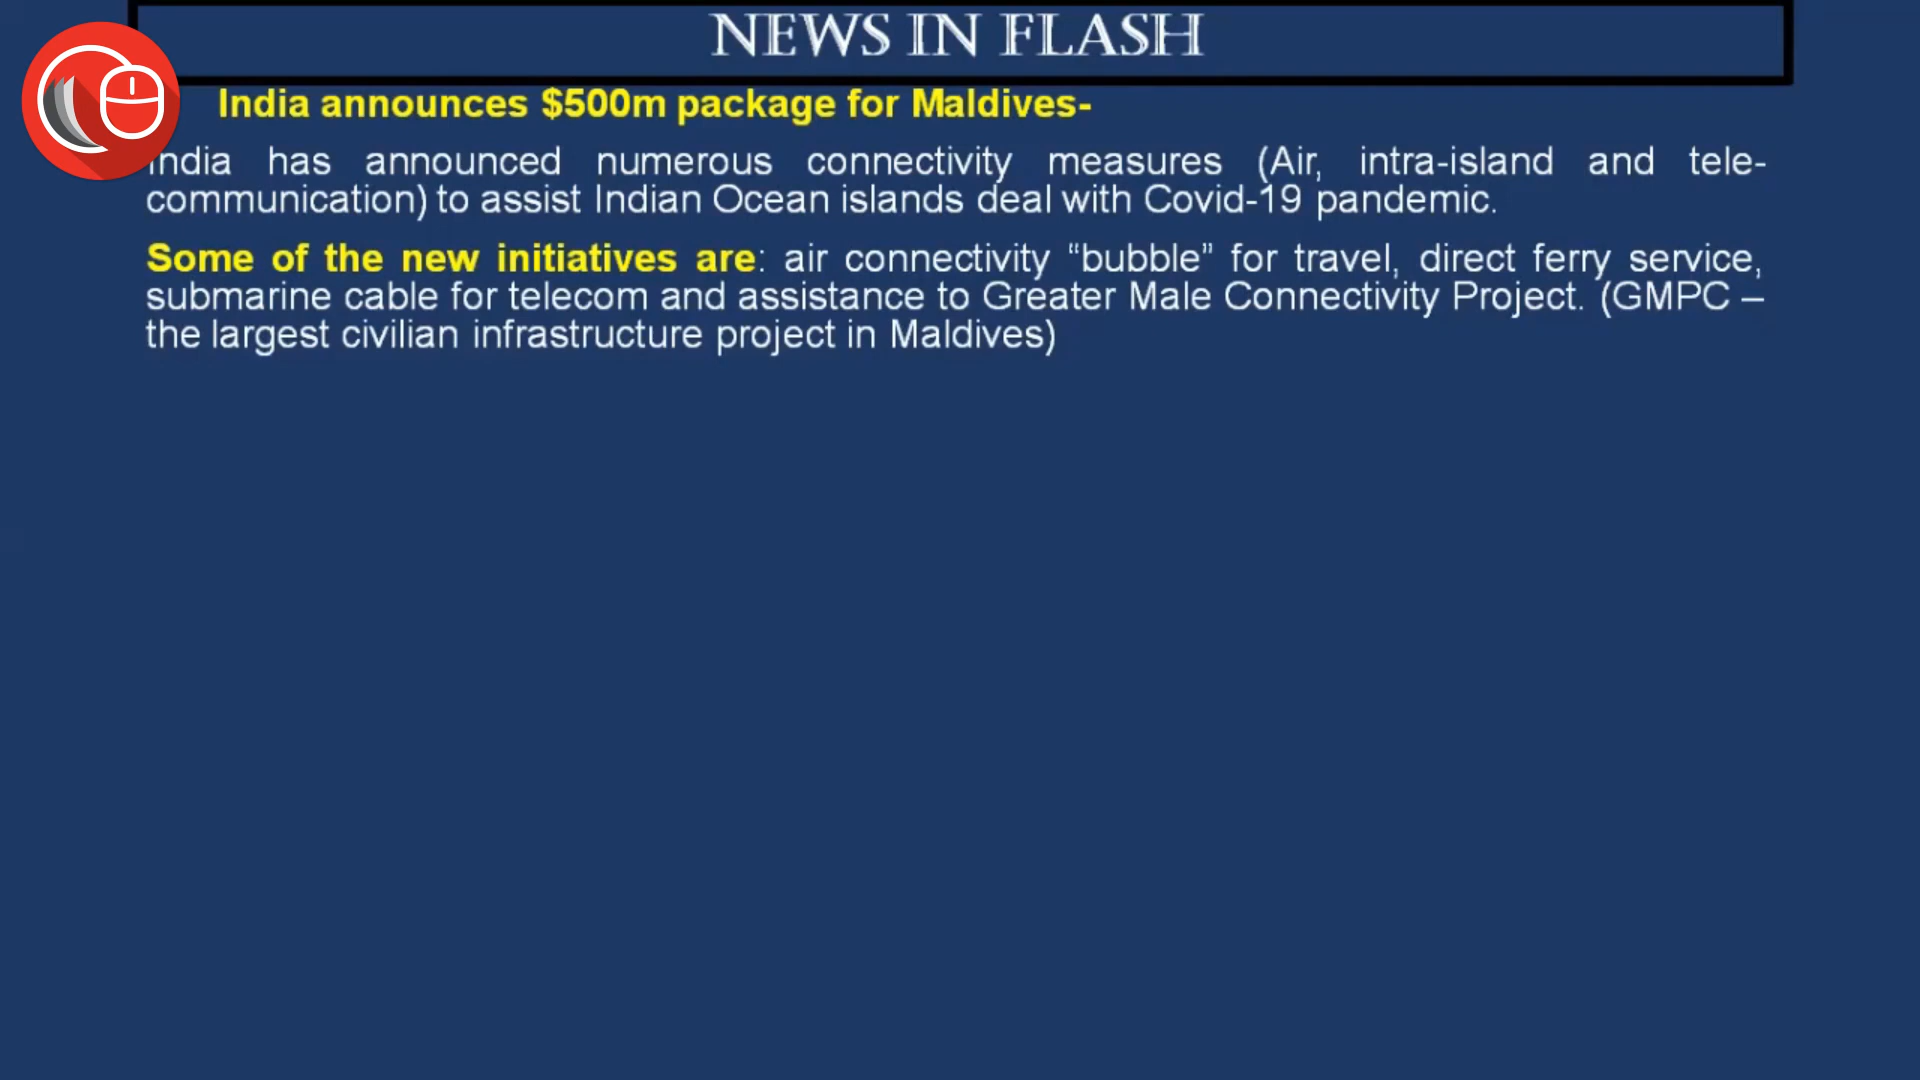 NEWS IN FLASH
India announces $500m package for Maldives-
India has announced numerous connectivity measures (Air, intra-island and tele-
communication) to assist Indian Ocean islands deal with Covid-19 pandemic.
Some of the new initiatives are: air connectivity “bubble” for travel, direct ferry service,
submarine cable for telecom and assistance to Greater Male Connectivity Project. (GMPC –
the largest civilian infrastructure project in Maldives)